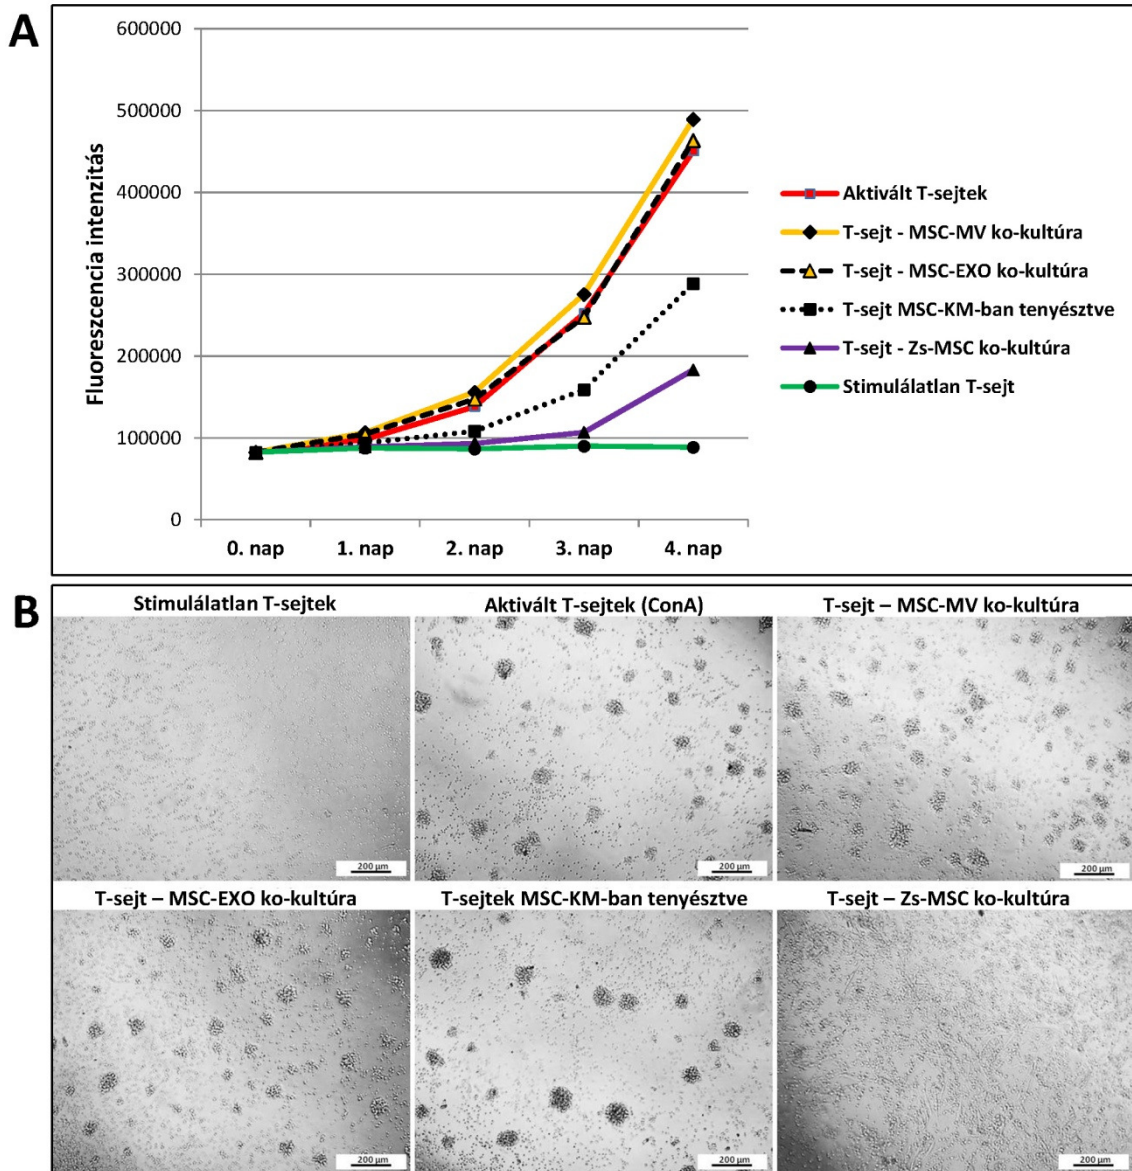 A
600000
500000
400000
300000
200000
100000
0
Fluoreszcencia intenzitás
0. nap
1. nap
2. nap
3. nap
4. nap
Aktivált T-sejtek
T-sejt - MSC-MV ko-kultúra
T-sejt - MSC-EXO ko-kultúra
T-sejt MSC-KM-ban tenyésztve
T-sejt - Zs-MSC ko-kultúra
Stimulálatlan T-sejt
B
Stimulálatlan T-sejtek
Aktivált T-sejtek (ConA)
T-sejt – MSC-MV ko-kultúra
200 µm
200 µm
200 µm
T-sejt – MSC-EXO ko-kultúra
T-sejtek MSC-KM-ban tenyésztve
T-sejt – Zs-MSC ko-kultúra
200 µm
200 µm
200 µm